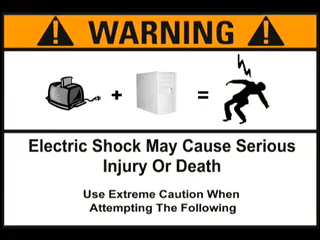 WARNING
+ =
Electric Shock May Cause Serious
Injury Or Death
Use Extreme Caution When
Attempting The Following